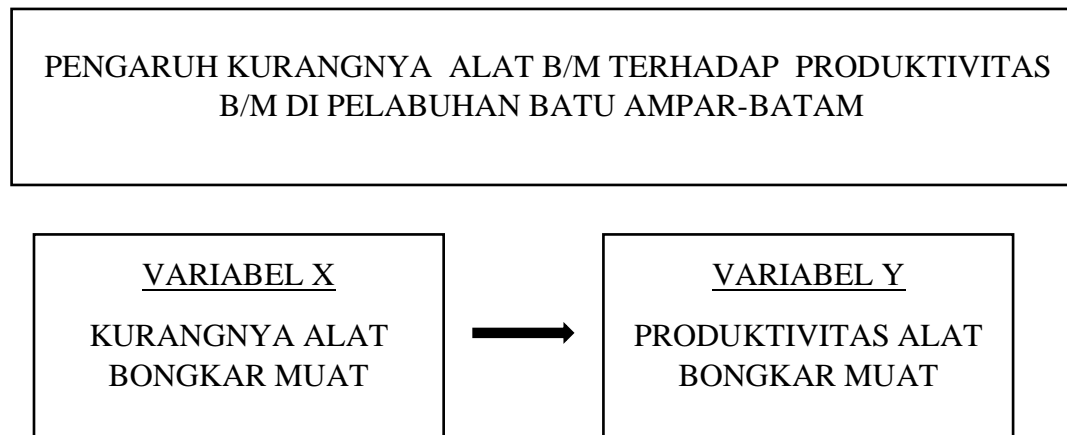 PENGARUH KURANGNYA ALAT B/M TERHADAP PRODUKTIVITAS
B/M DI PELABUHAN BATU AMPAR-BATAM
VARIABEL X
KURANGNYA ALAT
BONGKAR MUAT
VARIABEL Y
PRODUKTIVITAS ALAT
BONGKAR MUAT